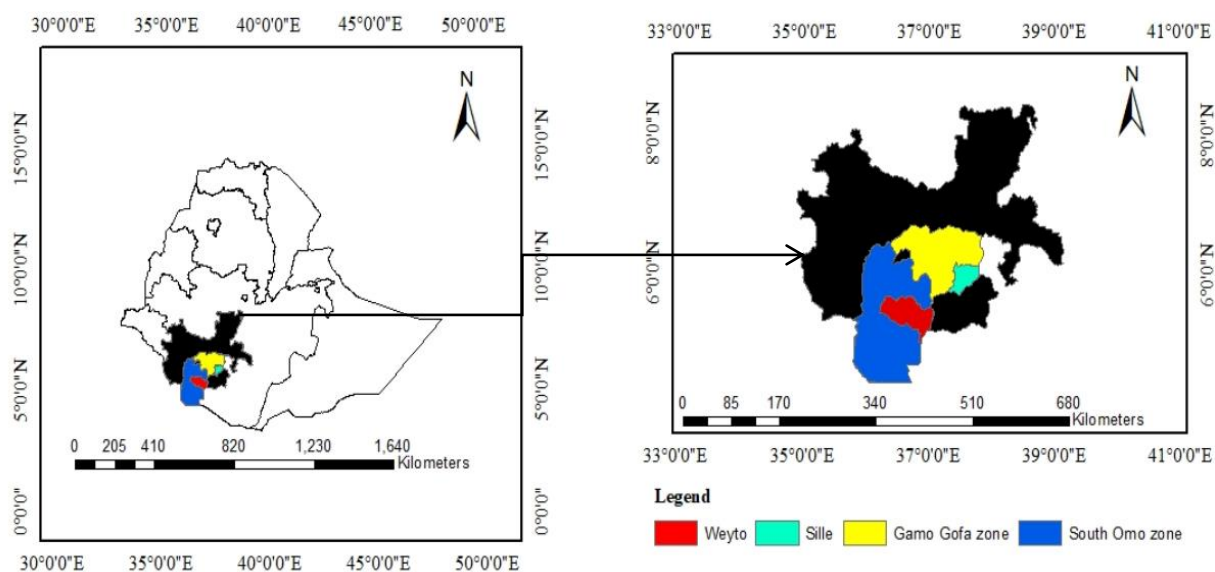 30°0'0"E 35°0'0"E 40°0'0"E 45°0'0"E 50°0'0"E
15°0'0"N
10°0'0"N
5°0'0"N
0°0'0"
N
15°0'0"N
10°0'0"N
5°0'0"N
0°0'0"
0 205 410 820 1,230 1,640
Kilometers
30°0'0"E 35°0'0"E 40°0'0"E 45°0'0"E 50°0'0"E
33°0'0"E 35°0'0"E 37°0'0"E 39°0'0"E 41°0'0"E
8°0'0"N
6°0'0"N
N
8°0'0"N
6°0'0"N
0 85 170 340 510 680
Kilometers
33°0'0"E 35°0'0"E 37°0'0"E 39°0'0"E 41°0'0"E
Legend
Weyto Sille Gamo Gofa zone South Omo zone